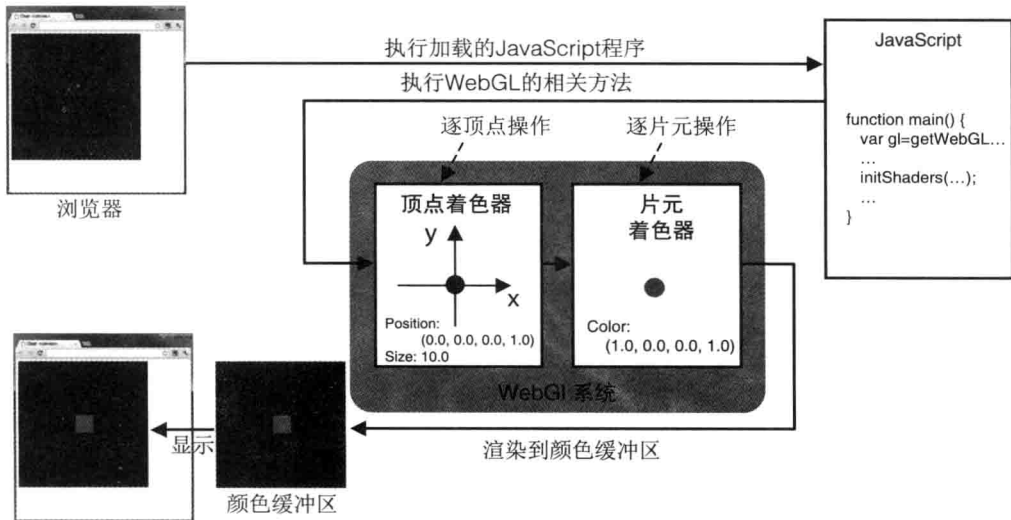 执行加载的JavaScript程序
执行WebGL的相关方法
JavaScript
function main() {
var gl=getWebGL…
…
initShaders(…);
…
}
浏览器
逐顶点操作
逐片元操作
顶点着色器
y
x
Position:
(0.0, 0.0, 0.0, 1.0)
Size: 10.0
片元
着色器
Color:
(1.0, 0.0, 0.0, 1.0)
WebGl 系统
渲染到颜色缓冲区
显示
颜色缓冲区